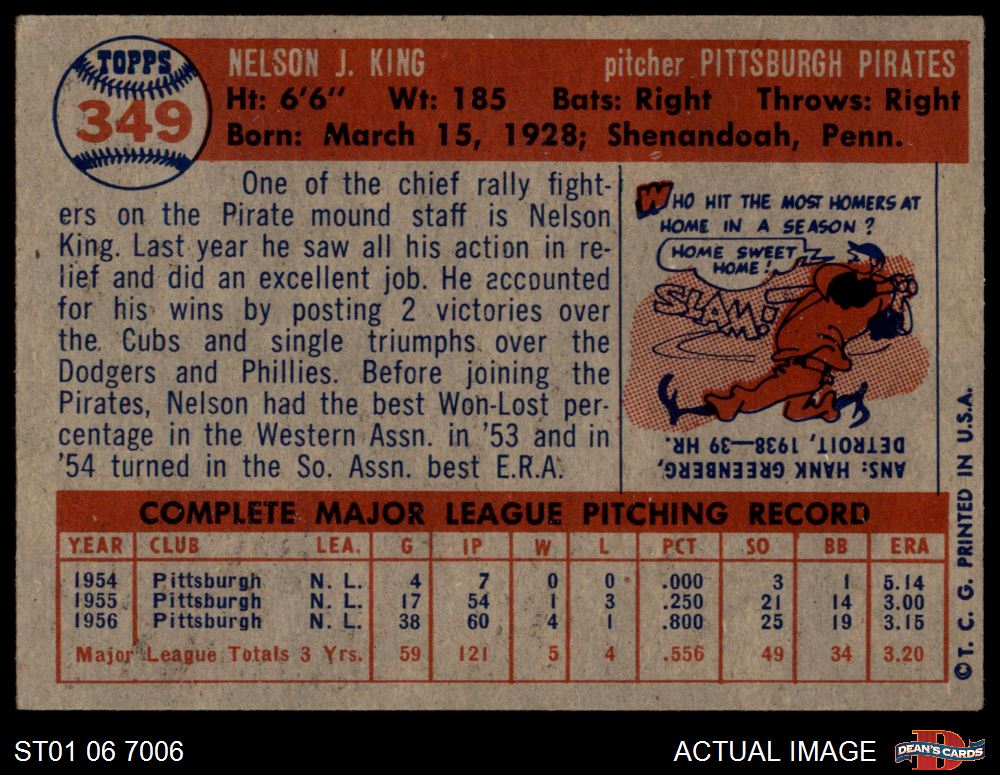 TOPPS
349
NELSON J. KING
pitcher PITTSBURGH PIRATES
Ht: 6'6" Wt: 185 Bats: Right Throws: Right
Born: March 15, 1928; Shenandoah, Penn.
One of the chief rally fight-
ers on the Pirate mound staff is Nelson
King. Last year he saw all his action in re-
lief and did an excellent job. He accounted
for his wins by posting 2 victories over
the Cubs and single triumphs over the
Dodgers and Phillies. Before joining the
Pirates, Nelson had the best Won-Lost per-
centage in the Western Assn. in '53 and in
'54 turned in the So. Assn. best E.R.A.
WHO HIT THE MOST HOMERS AT
HOME IN A SEASON?
HOME SWEET
HOME!
SLAM!
ANS: HANK GREENBERG,
DETROIT, 1938—39 HR.
COMPLETE MAJOR LEAGUE PITCHING RECORD
YEAR CLUB LEA. G IP W L PCT SO BB ERA
1954 Pittsburgh N. L. 4 7 0 0 .000 3 1 5.14
1955 Pittsburgh N. L. 17 54 1 3 .250 21 14 3.00
1956 Pittsburgh N. L. 38 60 4 1 .800 25 19 3.15
Major League Totals 3 Yrs. 59 121 5 4 .556 49 34 3.20
© T. C. G. PRINTED IN U.S.A.
ST01 06 7006
ACTUAL IMAGE
D
DEAN'S CARDS